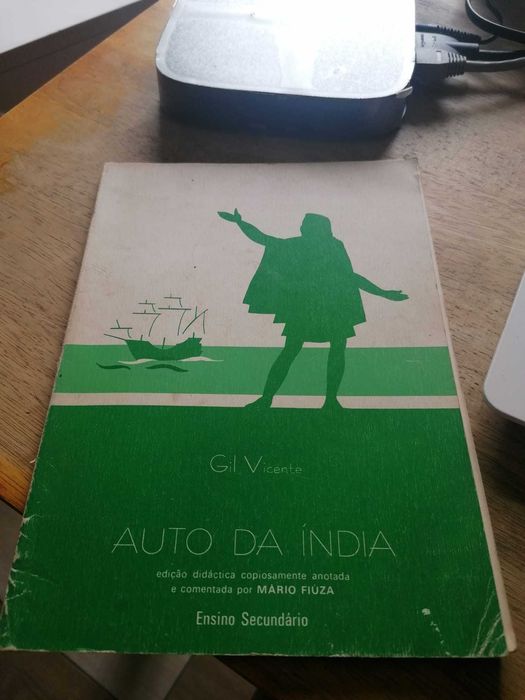 Gil Vicente
AUTO DA ÍNDIA
edição didáctica copiosamente anotada
e comentada por MÁRIO FIÚZA
Ensino Secundário